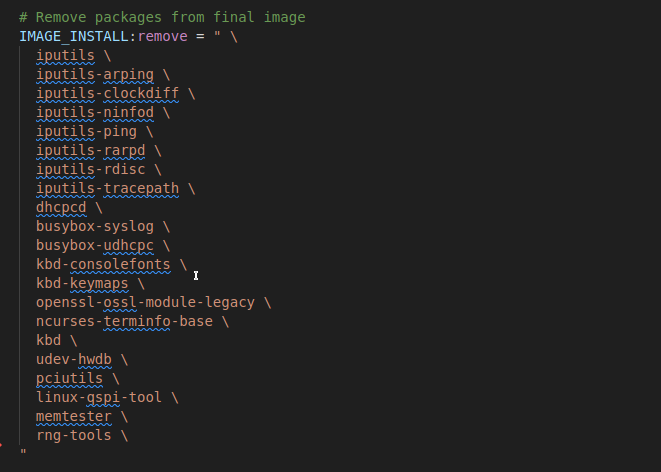 # Remove packages from final image
IMAGE_INSTALL:remove = " \
iputils \
iputils-arping \
iputils-clockdiff \
iputils-ninfod \
iputils-ping \
iputils-rarpd \
iputils-rdisc \
iputils-tracepath \
dhcpcd \
busybox-syslog \
busybox-udhcpc \
kbd-consolefonts \
kbd-keymaps \
openssl-ossl-module-legacy \
ncurses-terminfo-base \
kbd \
udev-hwdb \
pciutils \
linux-qspi-tool \
memtester \
rng-tools \
"